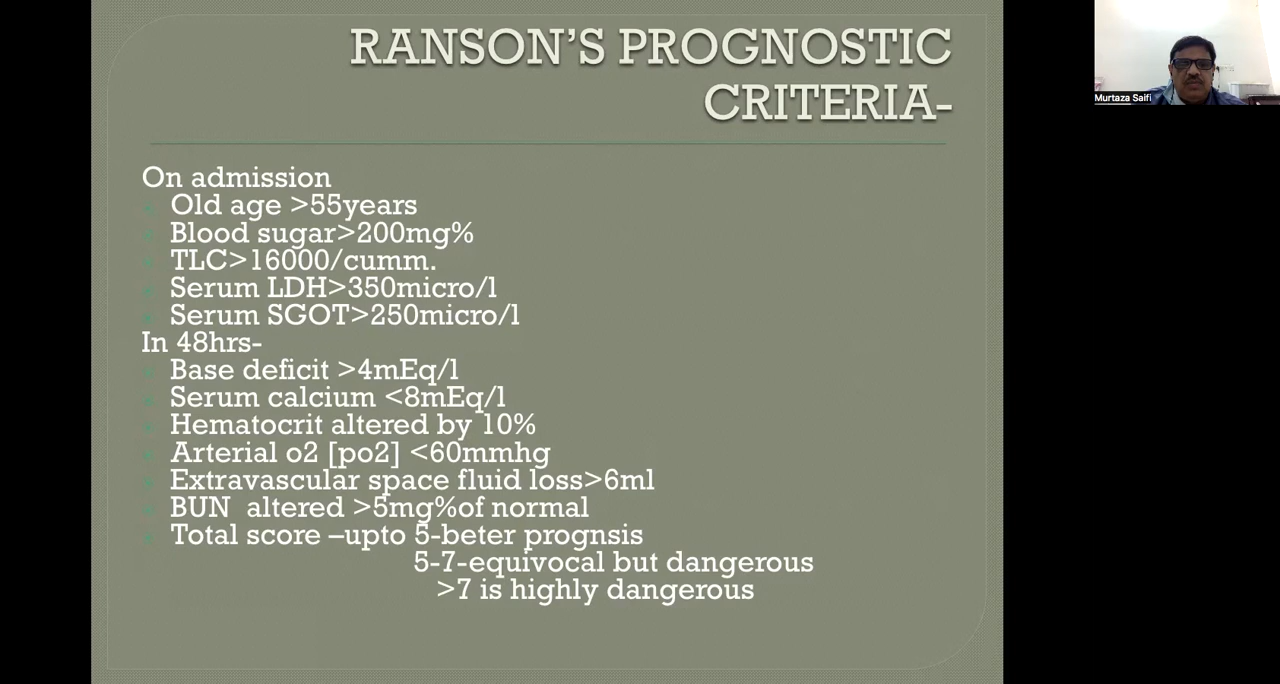 RANSON’S PROGNOSTIC
CRITERIA-
Murtaza Saifi
On admission
Old age >55years
Blood sugar>200mg%
TLC>16000/cumm.
Serum LDH>350micro/l
Serum SGOT>250micro/l
In 48hrs-
Base deficit >4mEq/l
Serum calcium <8mEq/l
Hematocrit altered by 10%
Arterial o2 [po2] <60mmhg
Extravascular space fluid loss>6ml
BUN altered >5mg%of normal
Total score –upto 5-beter prognsis
5-7-equivocal but dangerous
>7 is highly dangerous